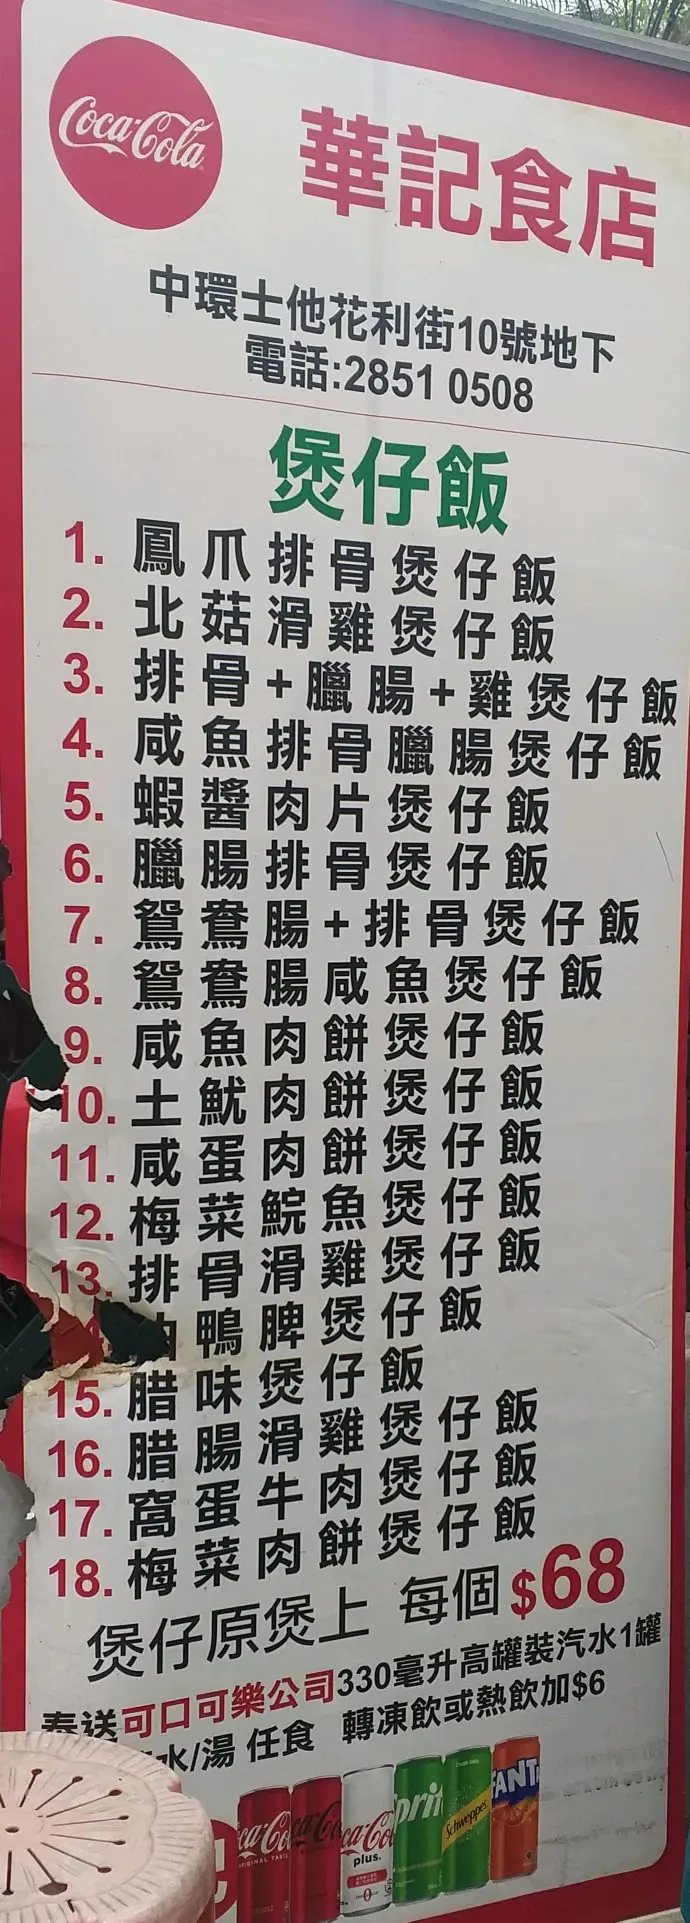 Coca-Cola
華記食店
中環士他花利街10號地下
電話:2851 0508
煲仔飯
1. 鳳爪排骨煲仔飯
2. 北菇滑雞煲仔飯
3. 排骨+臘腸+雞煲仔飯
4. 咸魚排骨臘腸煲仔飯
5. 蝦醬肉片煲仔飯
6. 臘腸排骨煲仔飯
7. 鴛鴦腸+排骨煲仔飯
8. 鴛鴦腸咸魚煲仔飯
9. 咸魚肉餅煲仔飯
10. 土魷肉餅煲仔飯
11. 咸蛋肉餅煲仔飯
12. 梅菜鯇魚煲仔飯
13. 排骨滑雞煲仔飯
鴨脾煲仔飯
15. 腊味煲仔飯
16. 腊腸滑雞煲仔飯
17. 窩蛋牛肉煲仔飯
18. 梅菜肉餅煲仔飯
煲仔原煲上 每個$68
奉送可口可樂公司330毫升高罐裝汽水1罐
水/湯 任食 轉凍飲或熱飲加$6
Coca-Cola
ORIGINAL TASTE
Coca-Cola
Coca-Cola
plus
Sprite
Schweppes
FANTA